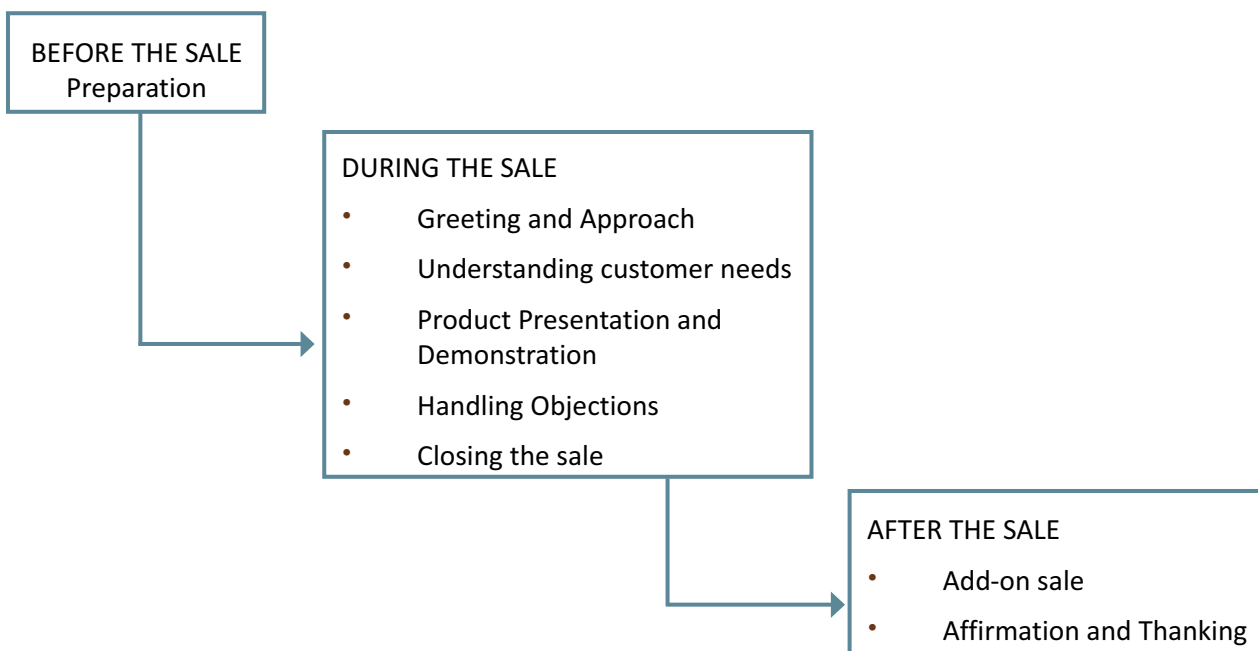 BEFORE THE SALE
Preparation
DURING THE SALE
• Greeting and Approach
• Understanding customer needs
• Product Presentation and
Demonstration
• Handling Objections
• Closing the sale
AFTER THE SALE
• Add-on sale
• Affirmation and Thanking